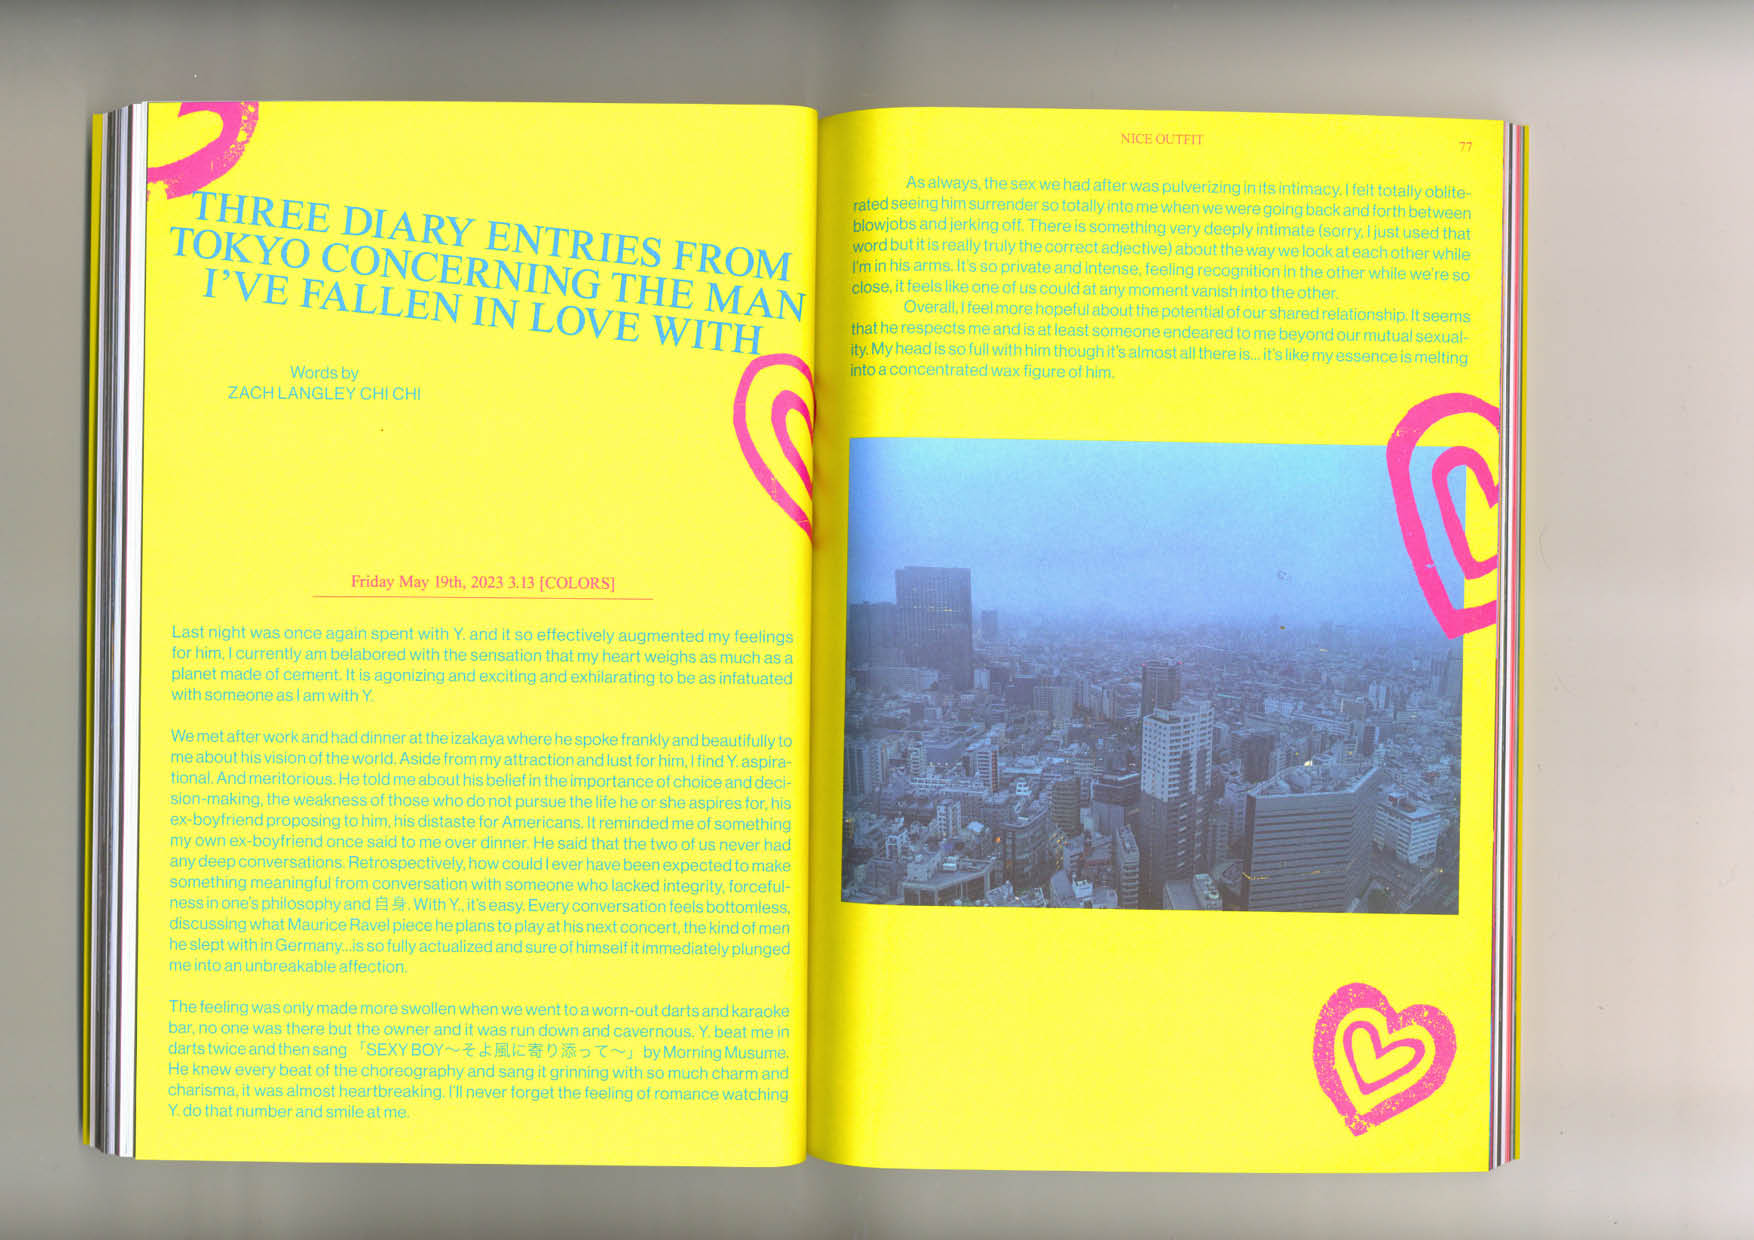 THREE DIARY ENTRIES FROM
TOKYO CONCERNING THE MAN
I'VE FALLEN IN LOVE WITH
Words by
ZACH LANGLEY CHI CHI
Friday May 19th, 2023 3.13 [COLORS]
Last night was once again spent with Y. and it so effectively augmented my feelings
for him, I currently am belabored with the sensation that my heart weighs as much as a
planet made of cement. It is agonizing and exciting and exhilarating to be as infatuated
with someone as I am with Y.
We met after work and had dinner at the izakaya where he spoke frankly and beautifully to
me about his vision of the world. Aside from my attraction and lust for him, I find Y. aspira-
tional. And meritorious. He told me about his belief in the importance of choice and deci-
sion-making, the weakness of those who do not pursue the life he or she aspires for, his
ex-boyfriend proposing to him, his distaste for Americans. It reminded me of something
my own ex-boyfriend once said to me over dinner. He said that the two of us never had
any deep conversations. Retrospectively, how could I ever have been expected to make
something meaningful from conversation with someone who lacked integrity, forceful-
ness in one's philosophy and 自身. With Y., it's easy. Every conversation feels bottomless,
discussing what Maurice Ravel piece he plans to play at his next concert, the kind of men
he slept with in Germany...is so fully actualized and sure of himself it immediately plunged
me into an unbreakable affection.
The feeling was only made more swollen when we went to a worn-out darts and karaoke
bar, no one was there but the owner and it was run down and cavernous. Y. beat me in
darts twice and then sang 「SEXY BOY～そよ風に寄り添って～」 by Morning Musume.
He knew every beat of the choreography and sang it grinning with so much charm and
charisma, it was almost heartbreaking. I'll never forget the feeling of romance watching
Y. do that number and smile at me.
NICE OUTFIT
77
As always, the sex we had after was pulverizing in its intimacy. I felt totally oblite-
rated seeing him surrender so totally into me when we were going back and forth between
blowjobs and jerking off. There is something very deeply intimate (sorry, I just used that
word but it is really truly the correct adjective) about the way we look at each other while
I'm in his arms. It's so private and intense, feeling recognition in the other while we're so
close, it feels like one of us could at any moment vanish into the other.
Overall, I feel more hopeful about the potential of our shared relationship. It seems
that he respects me and is at least someone endeared to me beyond our mutual sexual-
ity. My head is so full with him though it's almost all there is... it's like my essence is melting
into a concentrated wax figure of him.